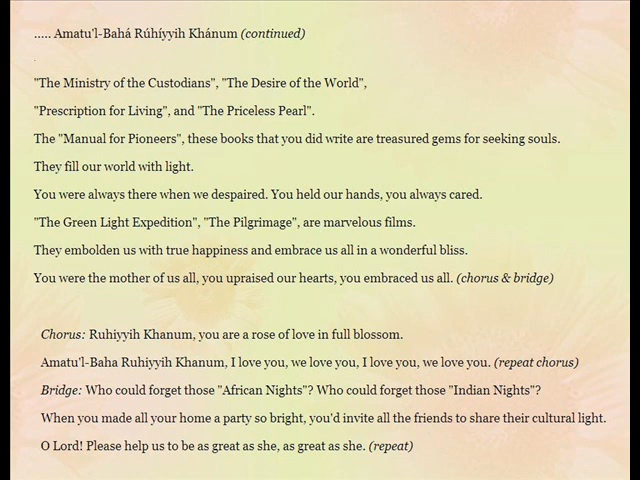 ..... Amatu'l-Bahá Rúhíyyih Khánum (continued)
.
"The Ministry of the Custodians", "The Desire of the World",
"Prescription for Living", and "The Priceless Pearl".
The "Manual for Pioneers", these books that you did write are treasured gems for seeking souls.
They fill our world with light.
You were always there when we despaired. You held our hands, you always cared.
"The Green Light Expedition", "The Pilgrimage", are marvelous films.
They embolden us with true happiness and embrace us all in a wonderful bliss.
You were the mother of us all, you upraised our hearts, you embraced us all. (chorus & bridge)
Chorus: Ruhiyyih Khanum, you are a rose of love in full blossom.
Amatu'l-Baha Ruhiyyih Khanum, I love you, we love you, I love you, we love you. (repeat chorus)
Bridge: Who could forget those "African Nights"? Who could forget those "Indian Nights"?
When you made all your home a party so bright, you'd invite all the friends to share their cultural light.
O Lord! Please help us to be as great as she, as great as she. (repeat)